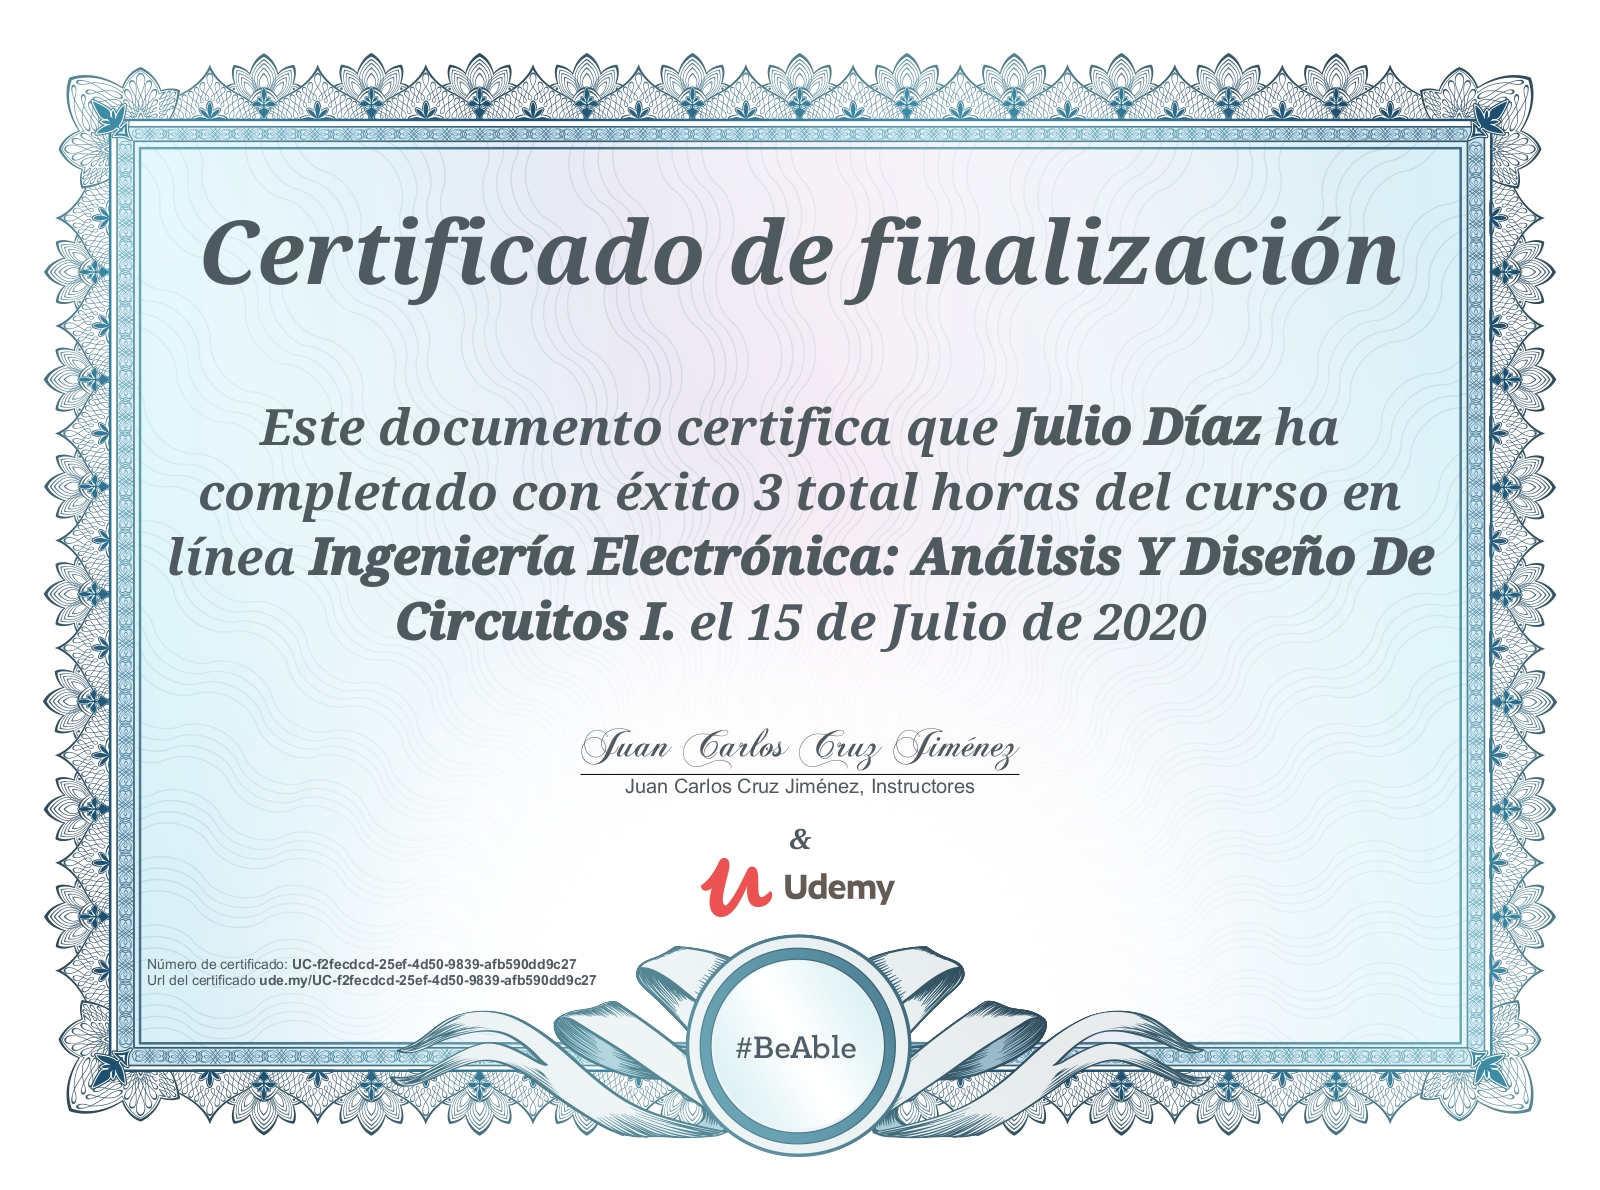 Certificado de finalización
Este documento certifica que Julio Díaz ha
completado con éxito 3 total horas del curso en
línea Ingeniería Electrónica: Análisis Y Diseño De
Circuitos I. el 15 de Julio de 2020
Juan Carlos Cruz Jiménez
Juan Carlos Cruz Jiménez, Instructores
&
Udemy
Número de certificado: UC-f2fecdcd-25ef-4d50-9839-afb590dd9c27
Url del certificado ude.my/UC-f2fecdcd-25ef-4d50-9839-afb590dd9c27
#BeAble